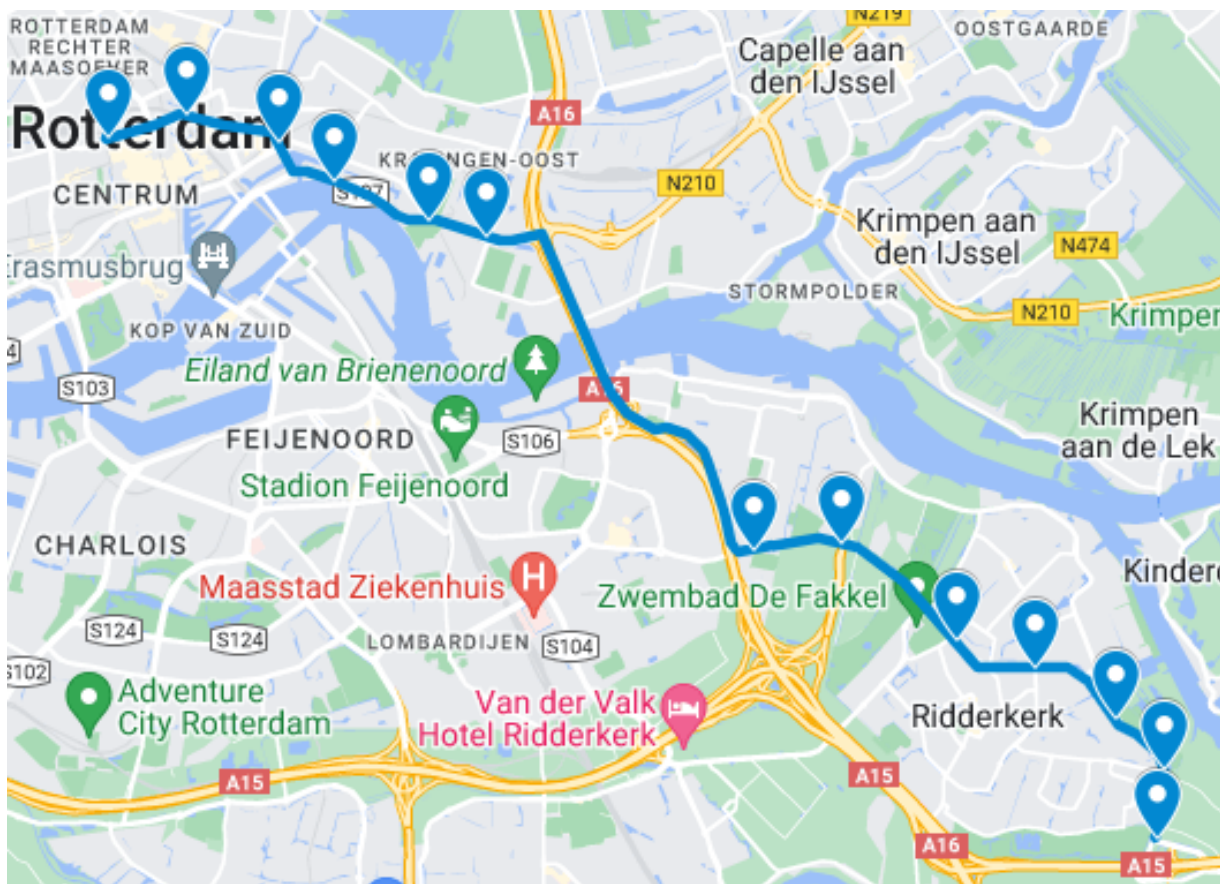 ROTTERDAM
RECHTER
MAASOEVER
N219
OOSTGAARDE
Capelle aan
den IJssel
A16
Rotterdam
N210
CENTRUM
Krimpen aan
den IJssel
N474
Erasmusbrug
STORMPOLDER
N210
Krimpen
KOP VAN ZUID
Eiland van Brienenoord
A16
S103
Krimpen
aan de Lek
FEIJENOORD
S106
Stadion Feijenoord
CHARLOIS
Maasstad Ziekenhuis
H
Zwembad De Fakkel
S124
S124
LOMBARDIJEN
S104
S102
Adventure
City Rotterdam
Van der Valk
Hotel Ridderkerk
Ridderkerk
A15
A15
A16
A15